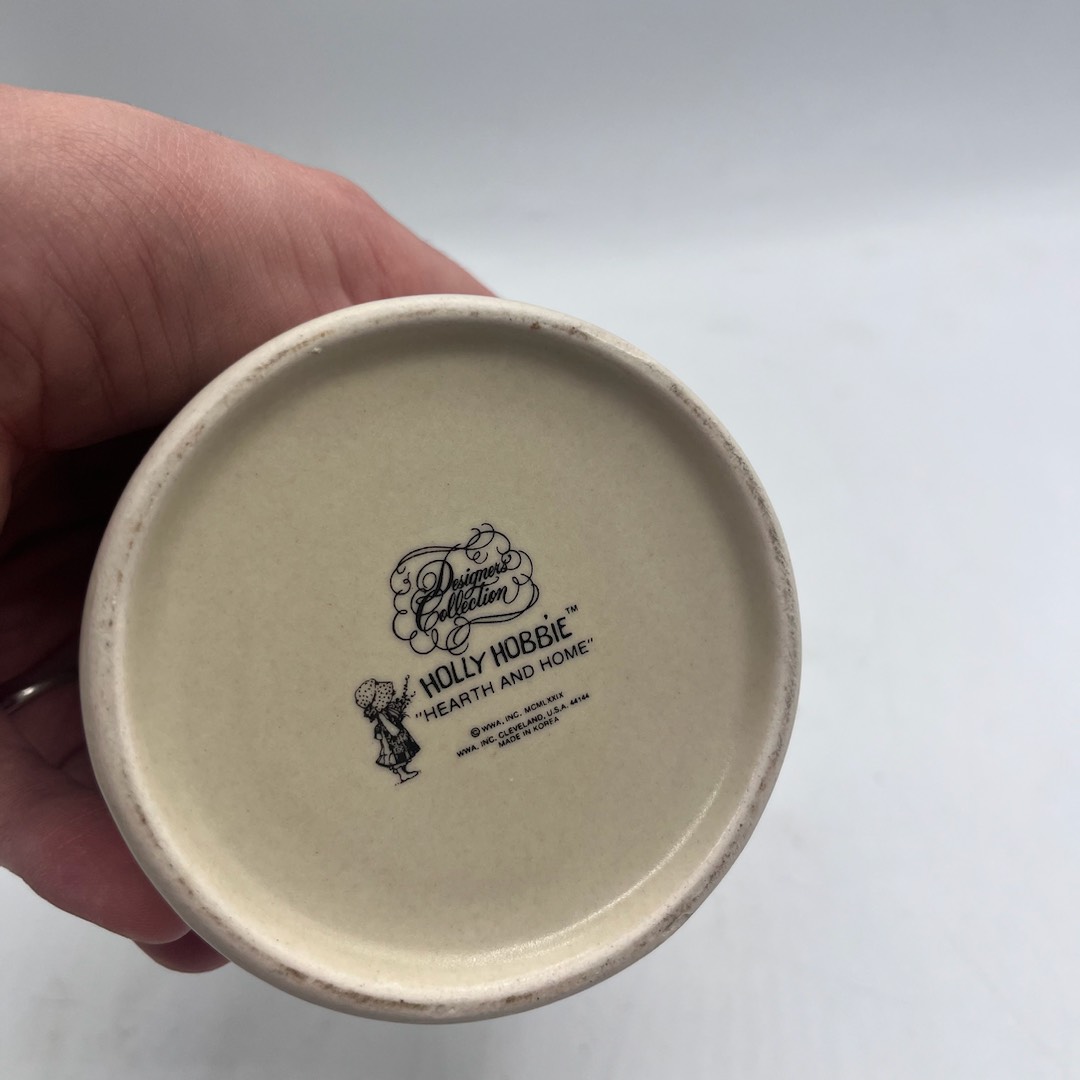 Designers'
Collection
HOLLY HOBBIE™
"HEARTH AND HOME"
© WWA, INC. MCMLXXIX
WWA, INC. CLEVELAND, U.S.A. 44144
MADE IN KOREA